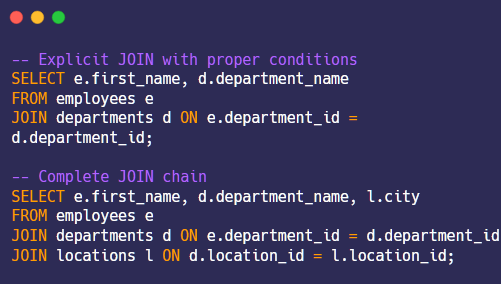 -- Explicit JOIN with proper conditions
SELECT e.first_name, d.department_name
FROM employees e
JOIN departments d ON e.department_id =
d.department_id;
-- Complete JOIN chain
SELECT e.first_name, d.department_name, l.city
FROM employees e
JOIN departments d ON e.department_id = d.department_id
JOIN locations l ON d.location_id = l.location_id;